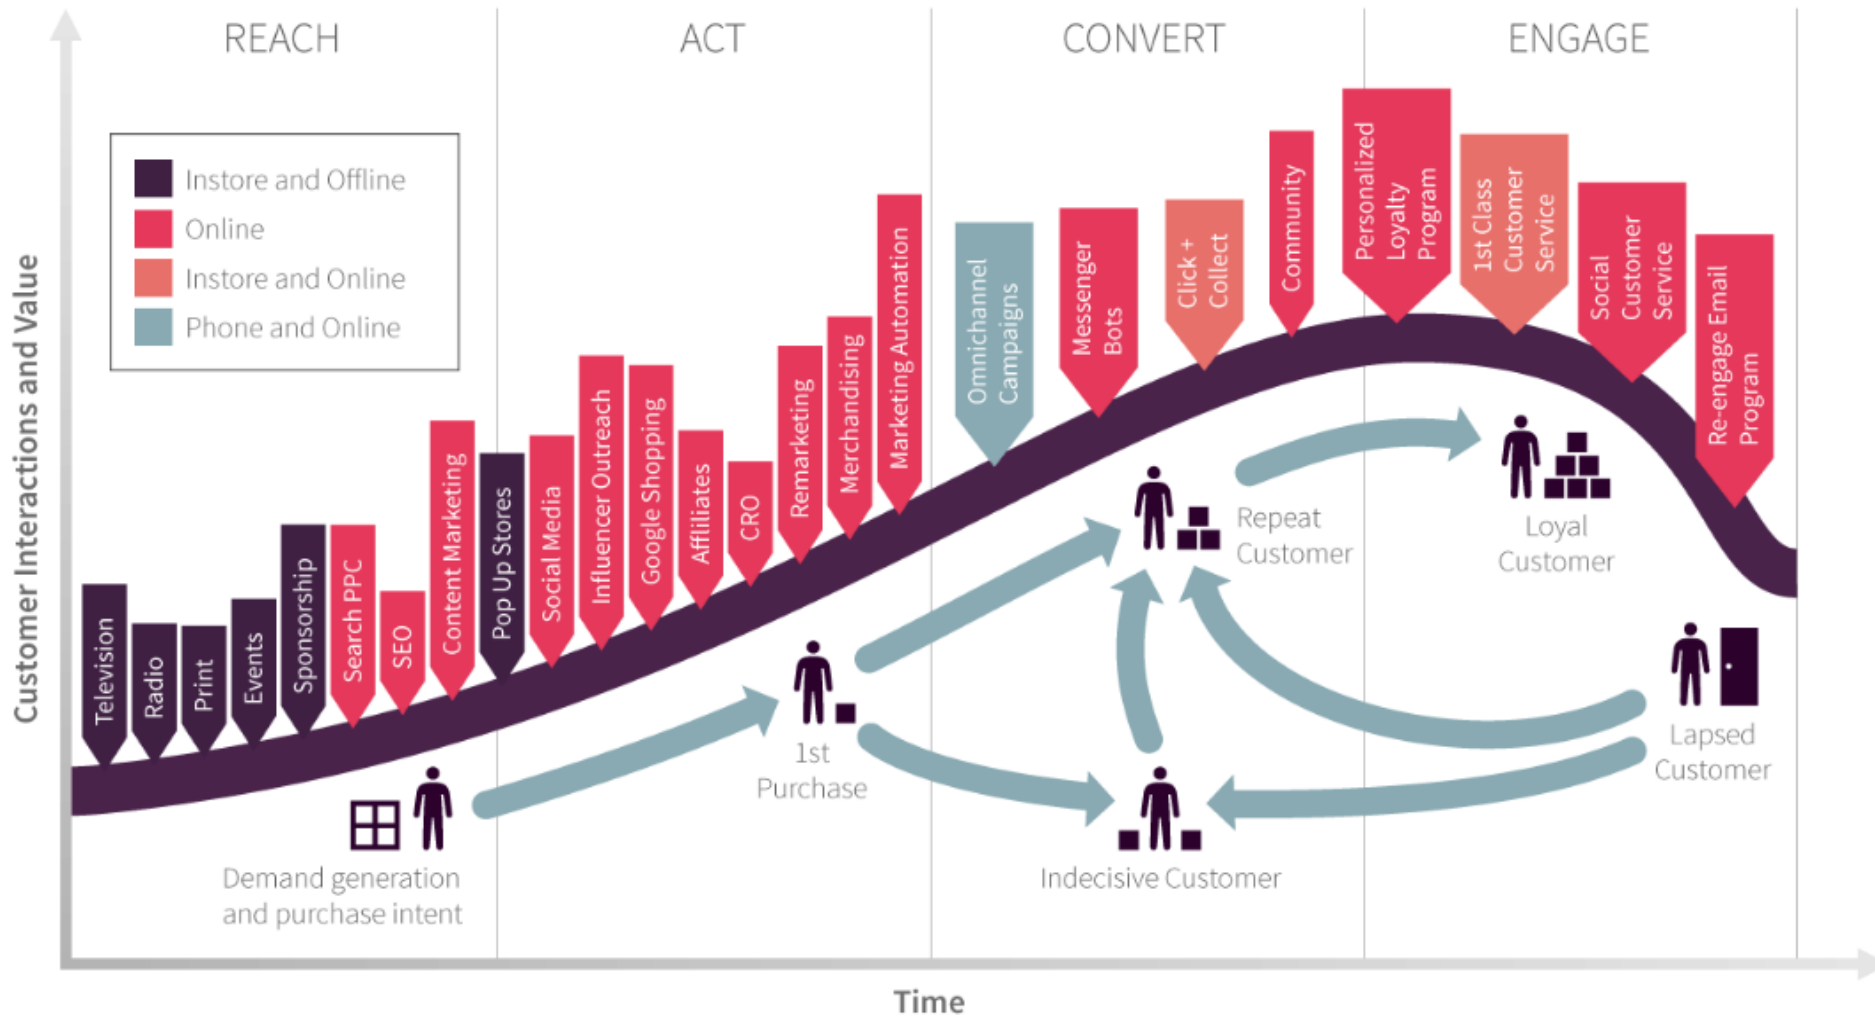 REACH
ACT
CONVERT
ENGAGE
Instore and Offline
Online
Instore and Online
Phone and Online
Customer Interactions and Value
Television
Radio
Print
Events
Sponsorship
Search PPC
SEO
Content Marketing
Pop Up Stores
Social Media
Influencer Outreach
Google Shopping
Affiliates
CRO
Remarketing
Merchandising
Marketing Automation
Omnichannel
Campaigns
Messenger
Bots
Click +
Collect
Community
Personalized
Loyalty
Program
1st Class
Customer
Service
Social
Customer
Service
Re-engage Email
Program
Demand generation
and purchase intent
1st
Purchase
Repeat
Customer
Indecisive Customer
Loyal
Customer
Lapsed
Customer
Time